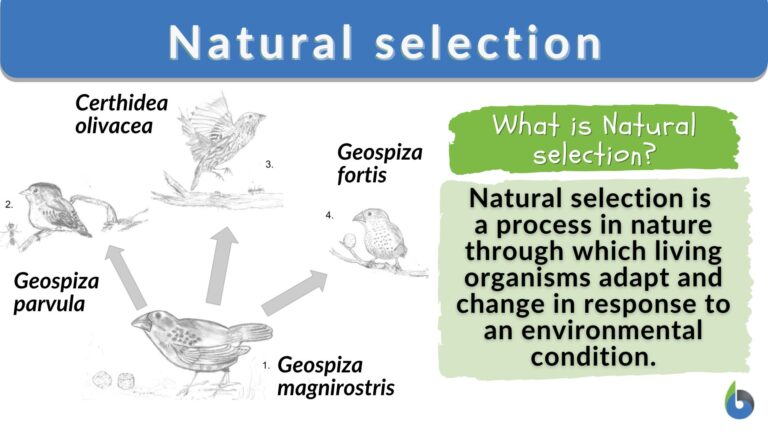 Natural selection
Certhidea
olivacea
3.
Geospiza
fortis
2.
4.
Geospiza
parvula
1. Geospiza
magnirostris
What is Natural
selection?
Natural selection is
a process in nature
through which living
organisms adapt and
change in response to
an environmental
condition.